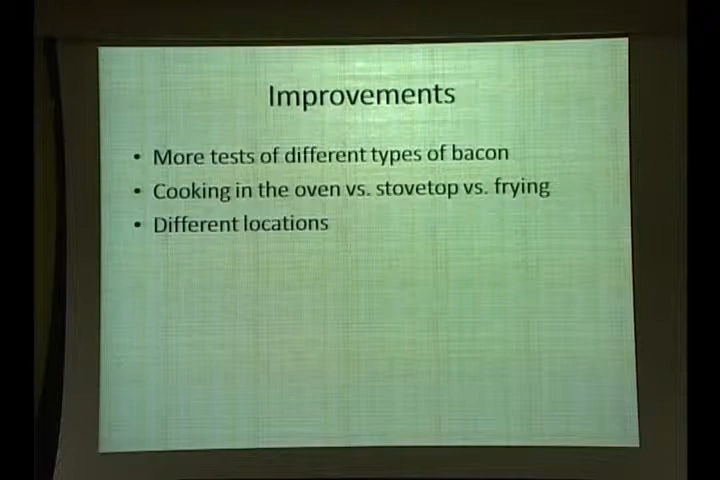 Improvements
• More tests of different types of bacon
• Cooking in the oven vs. stovetop vs. frying
• Different locations